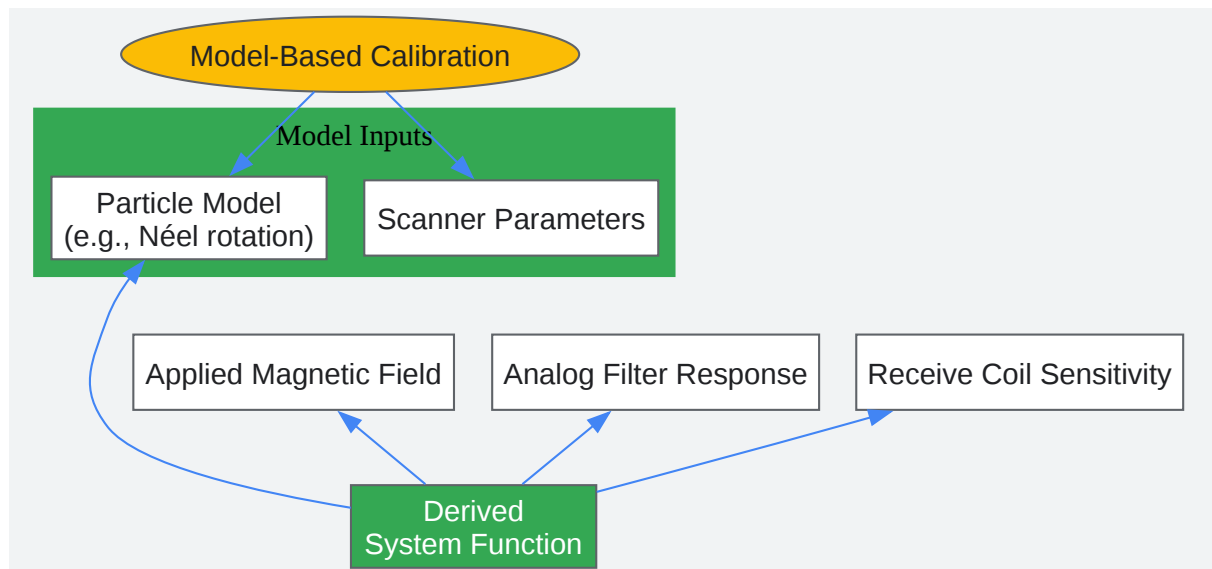 Model-Based Calibration
Model Inputs
Particle Model
(e.g., Néel rotation)
Scanner Parameters
Applied Magnetic Field
Analog Filter Response
Receive Coil Sensitivity
Derived
System Function